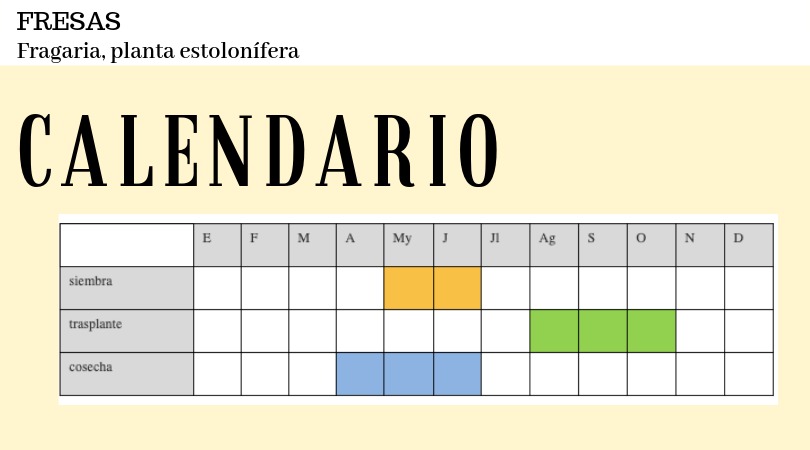 FRESAS
Fragaria, planta estolonífera
CALENDARIO
E F M A My J Jl Ag S O N D
siembra
trasplante
cosecha